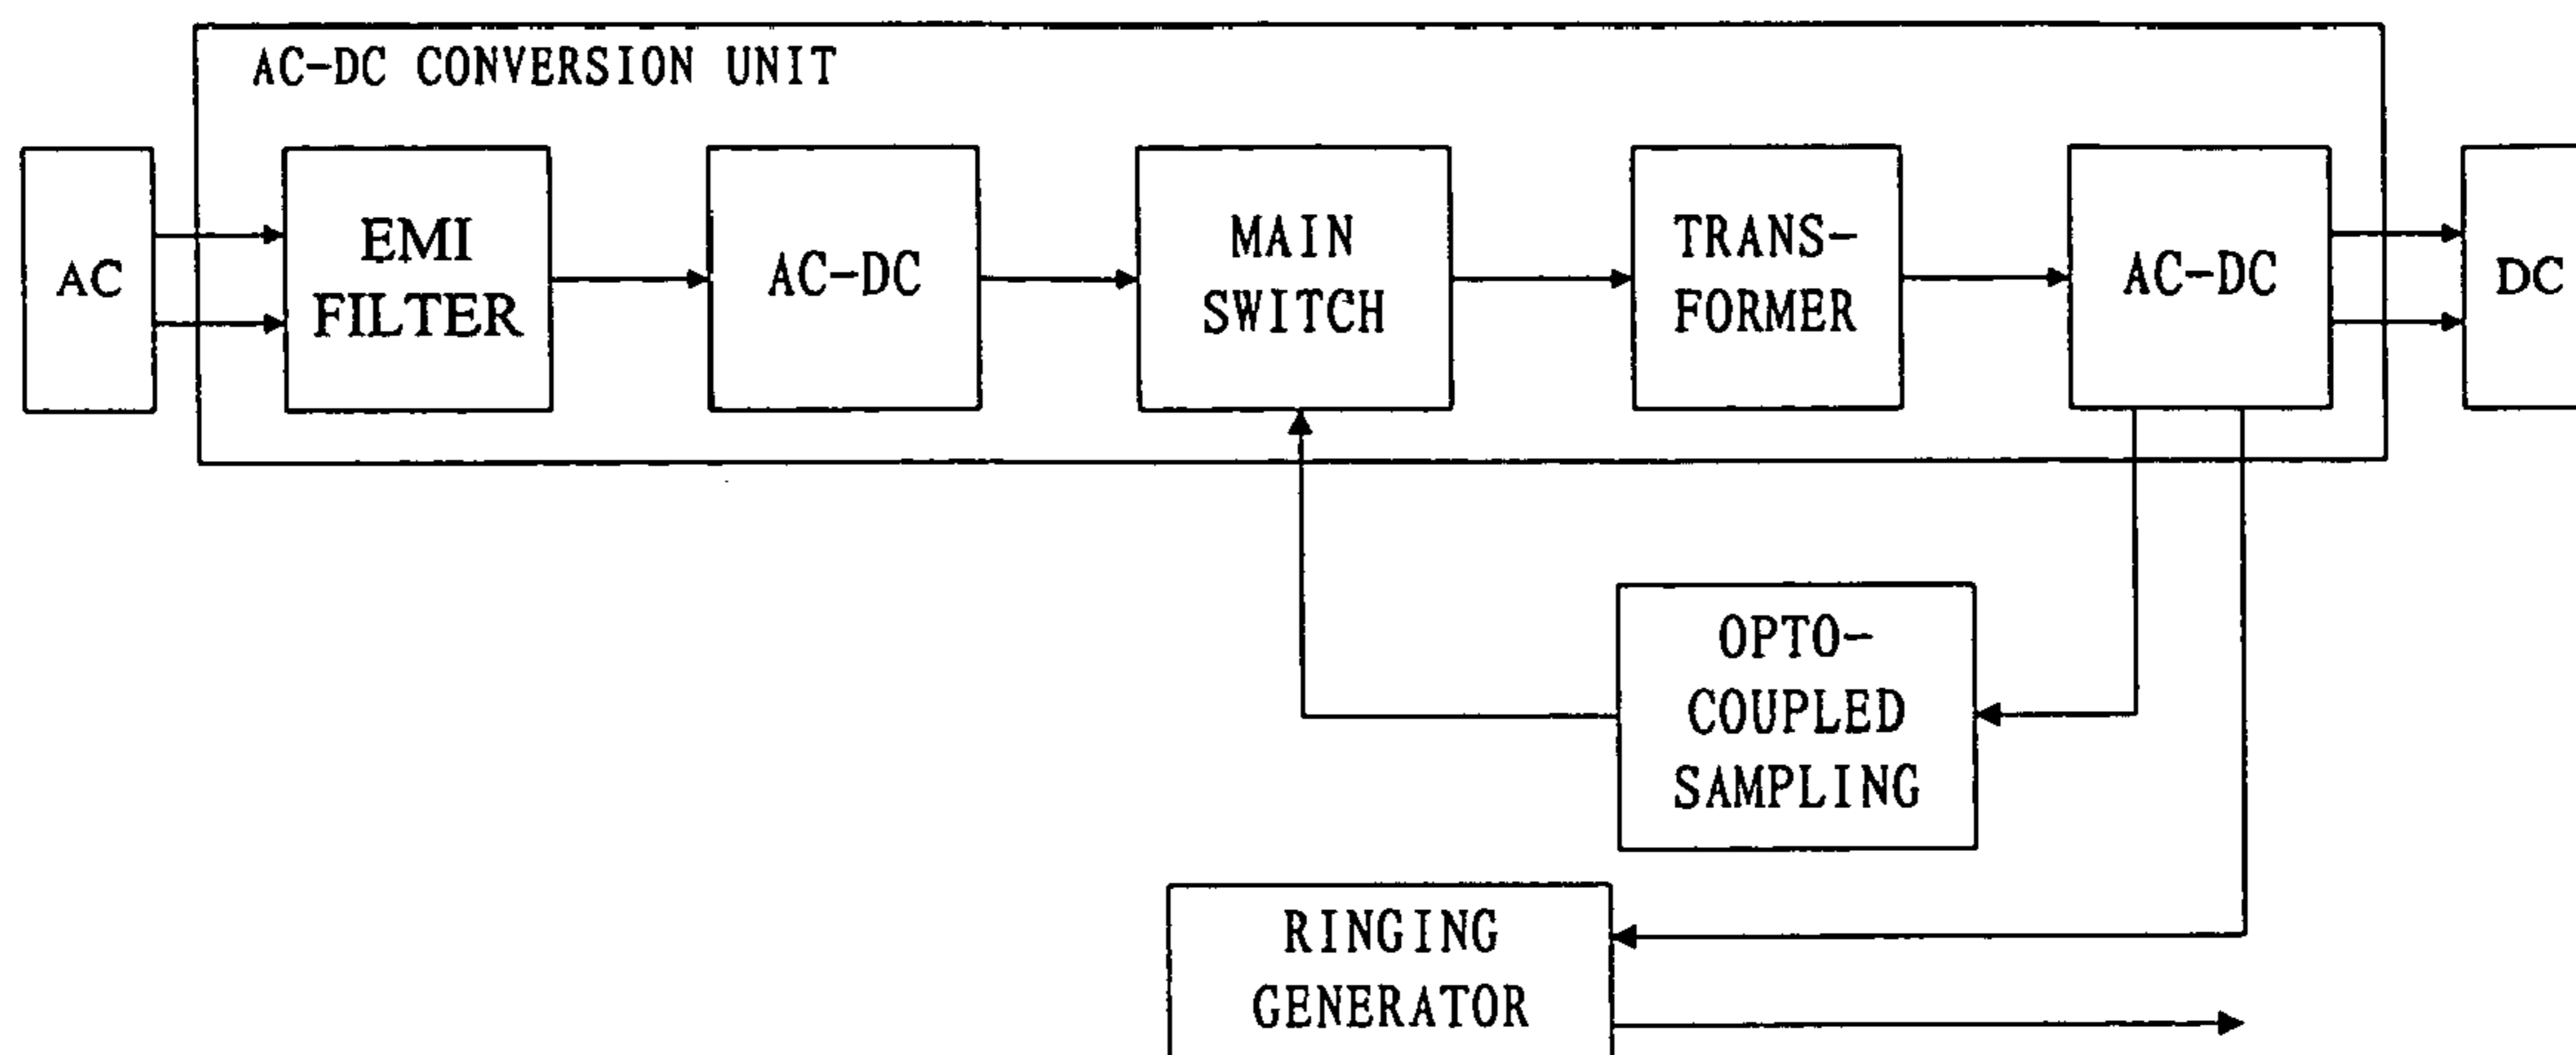 AC-DC CONVERSION UNIT
AC
EMI
FILTER
AC-DC
MAIN
SWITCH
TRANS-
FORMER
AC-DC
DC
OPTO-
COUPLED
SAMPLING
RINGING
GENERATOR